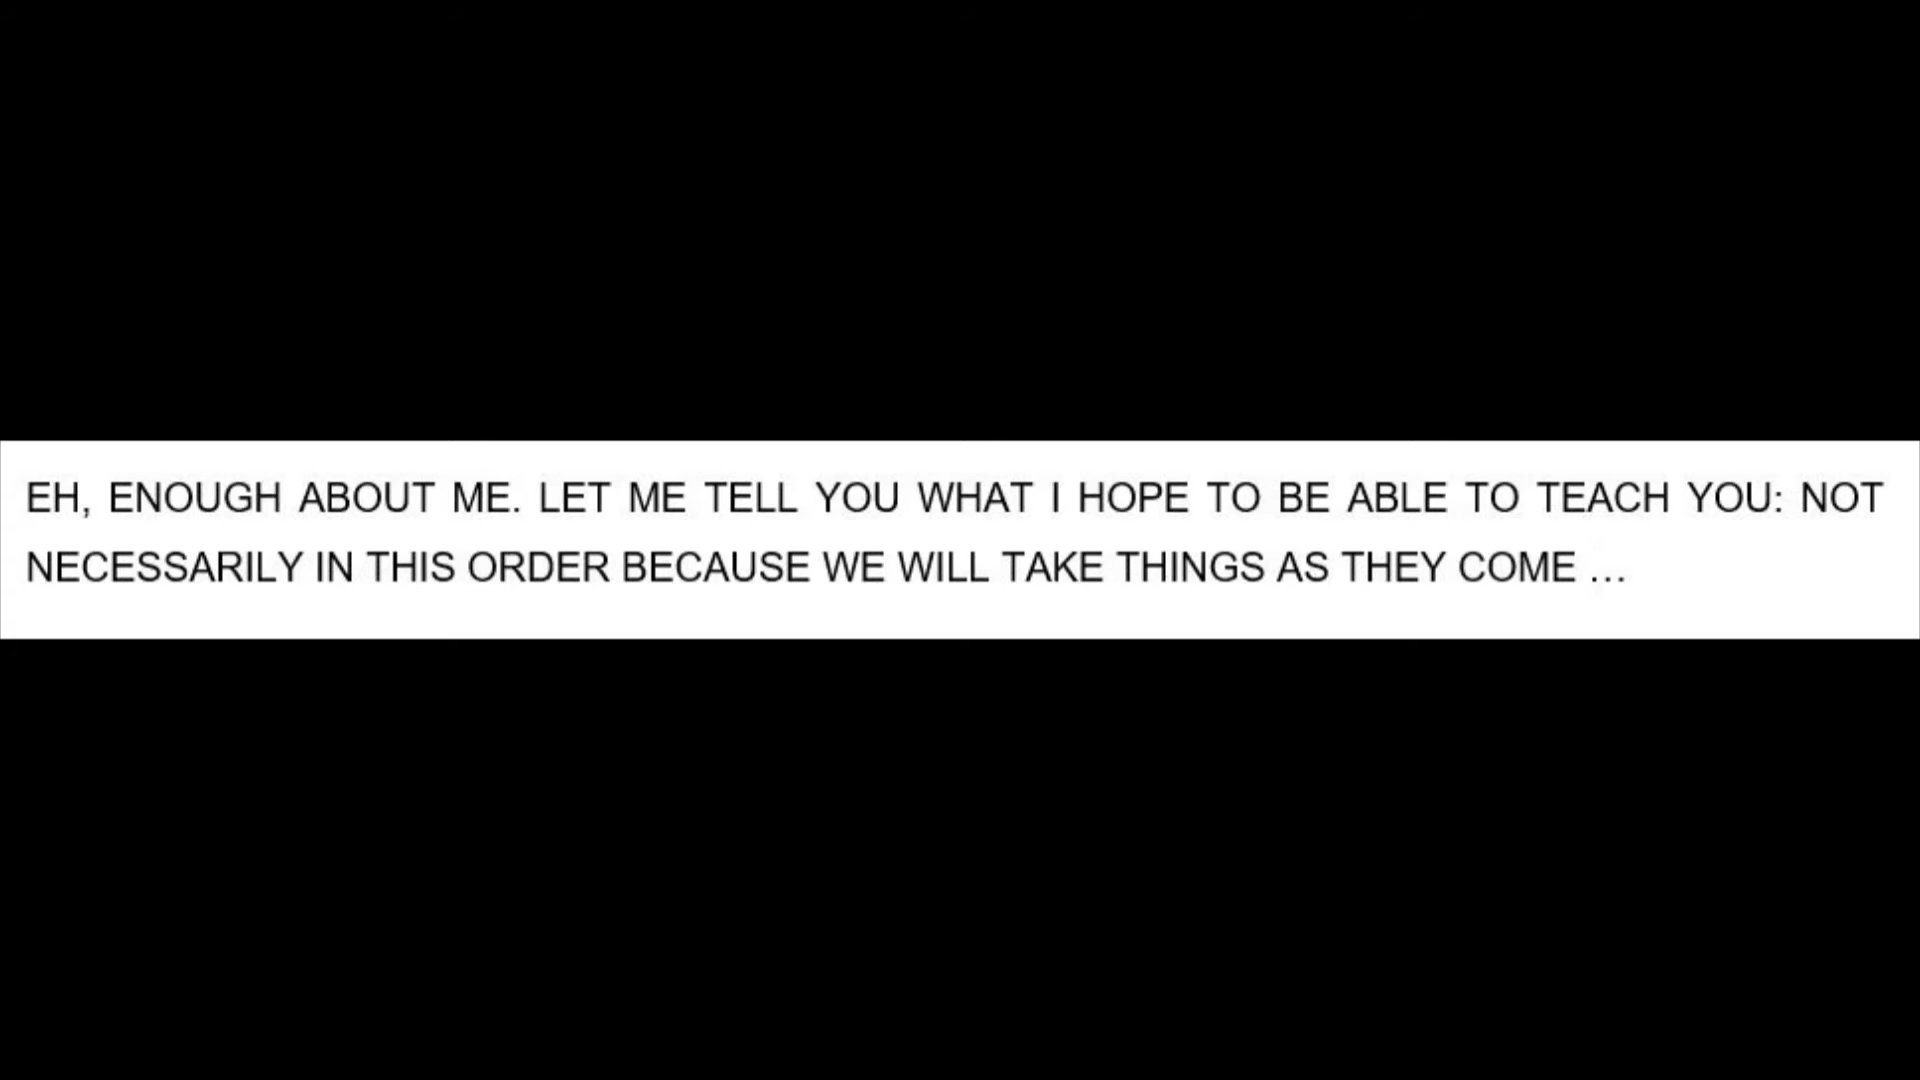 EH, ENOUGH ABOUT ME. LET ME TELL YOU WHAT I HOPE TO BE ABLE TO TEACH YOU: NOT
NECESSARILY IN THIS ORDER BECAUSE WE WILL TAKE THINGS AS THEY COME …